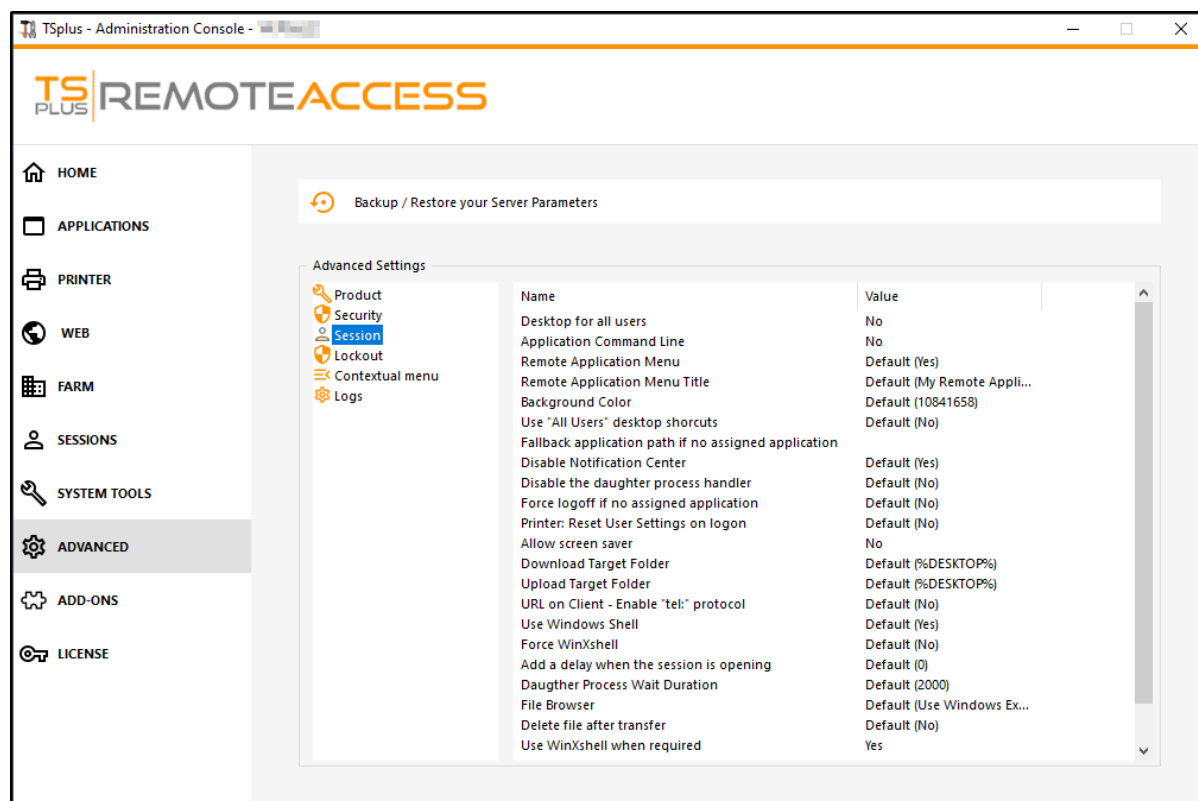 TSplus - Administration Console -
TS PLUS REMOTEACCESS
HOME
APPLICATIONS
PRINTER
WEB
FARM
SESSIONS
SYSTEM TOOLS
ADVANCED
ADD-ONS
LICENSE
Backup / Restore your Server Parameters
Advanced Settings
Product
Security
Session
Lockout
Contextual menu
Logs
Name Value
Desktop for all users No
Application Command Line No
Remote Application Menu Default (Yes)
Remote Application Menu Title Default (My Remote Appli...
Background Color Default (10841658)
Use "All Users" desktop shorcuts Default (No)
Fallback application path if no assigned application
Disable Notification Center Default (Yes)
Disable the daughter process handler Default (No)
Force logoff if no assigned application Default (No)
Printer: Reset User Settings on logon Default (No)
Allow screen saver No
Download Target Folder Default (%DESKTOP%)
Upload Target Folder Default (%DESKTOP%)
URL on Client - Enable "tel:" protocol Default (No)
Use Windows Shell Default (Yes)
Force WinXshell Default (No)
Add a delay when the session is opening Default (0)
Daugther Process Wait Duration Default (2000)
File Browser Default (Use Windows Ex...
Delete file after transfer Default (No)
Use WinXshell when required Yes